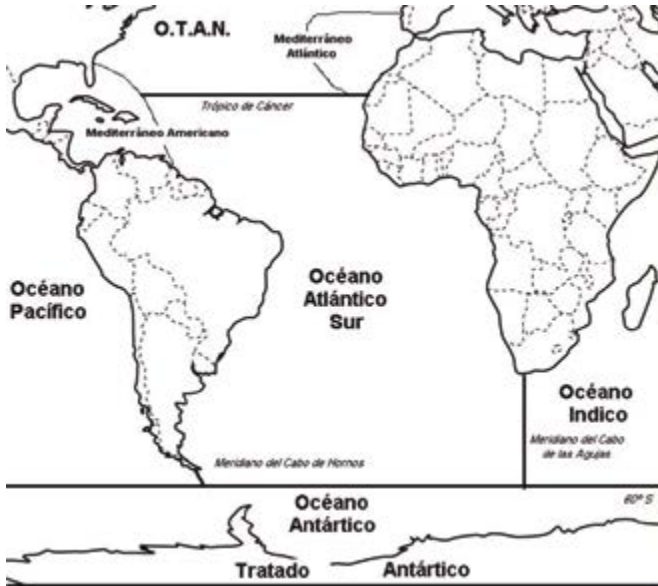 O.T.A.N.
Mediterráneo
Atlántico
Trópico de Cáncer
Mediterráneo Americano
Océano
Pacífico
Océano
Atlántico
Sur
Océano
Indico
Meridiano del Cabo
de las Agujas
Meridiano del Cabo de Hornos
60º S
Océano
Antártico
Tratado Antártico